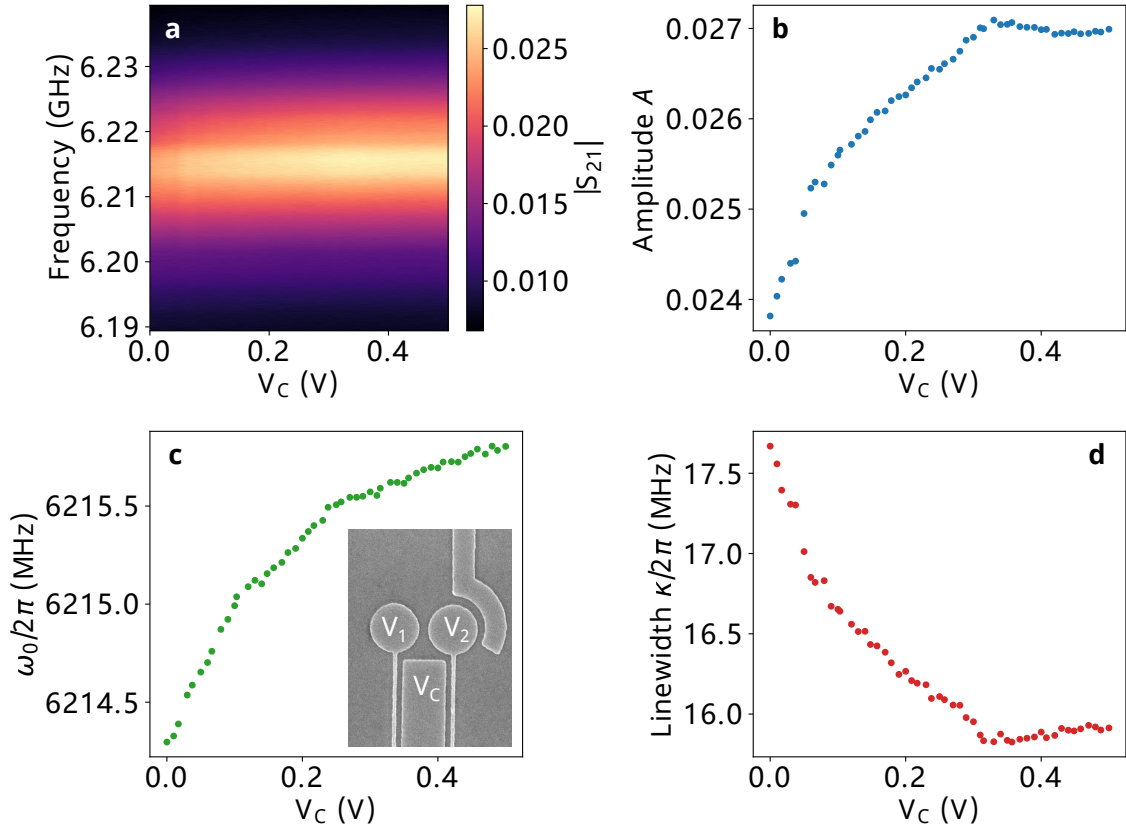 a
Frequency (GHz)
6.23
6.22
6.21
6.20
6.19
0.0 0.2 0.4
V_C (V)
0.025
0.020
0.015
0.010
|S₂₁|
b
Amplitude A
0.027
0.026
0.025
0.024
0.0 0.2 0.4
V_C (V)
c
ω₀/2π (MHz)
6215.5
6215.0
6214.5
V₁ V₂
V_C
0.0 0.2 0.4
V_C (V)
d
Linewidth κ/2π (MHz)
17.5
17.0
16.5
16.0
0.0 0.2 0.4
V_C (V)